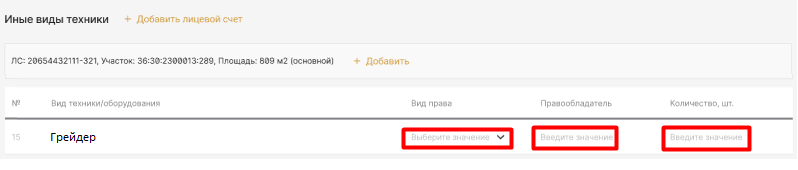 Иные виды техники + Добавить лицевой счет
ЛС: 20654432111-321, Участок: 36:30:2300013:289, Площадь: 809 м2 (основной) + Добавить
№ Вид техники/оборудования Вид права Правообладатель Количество, шт.
15 Грейдер Выберите значение Введите значение Введите значение